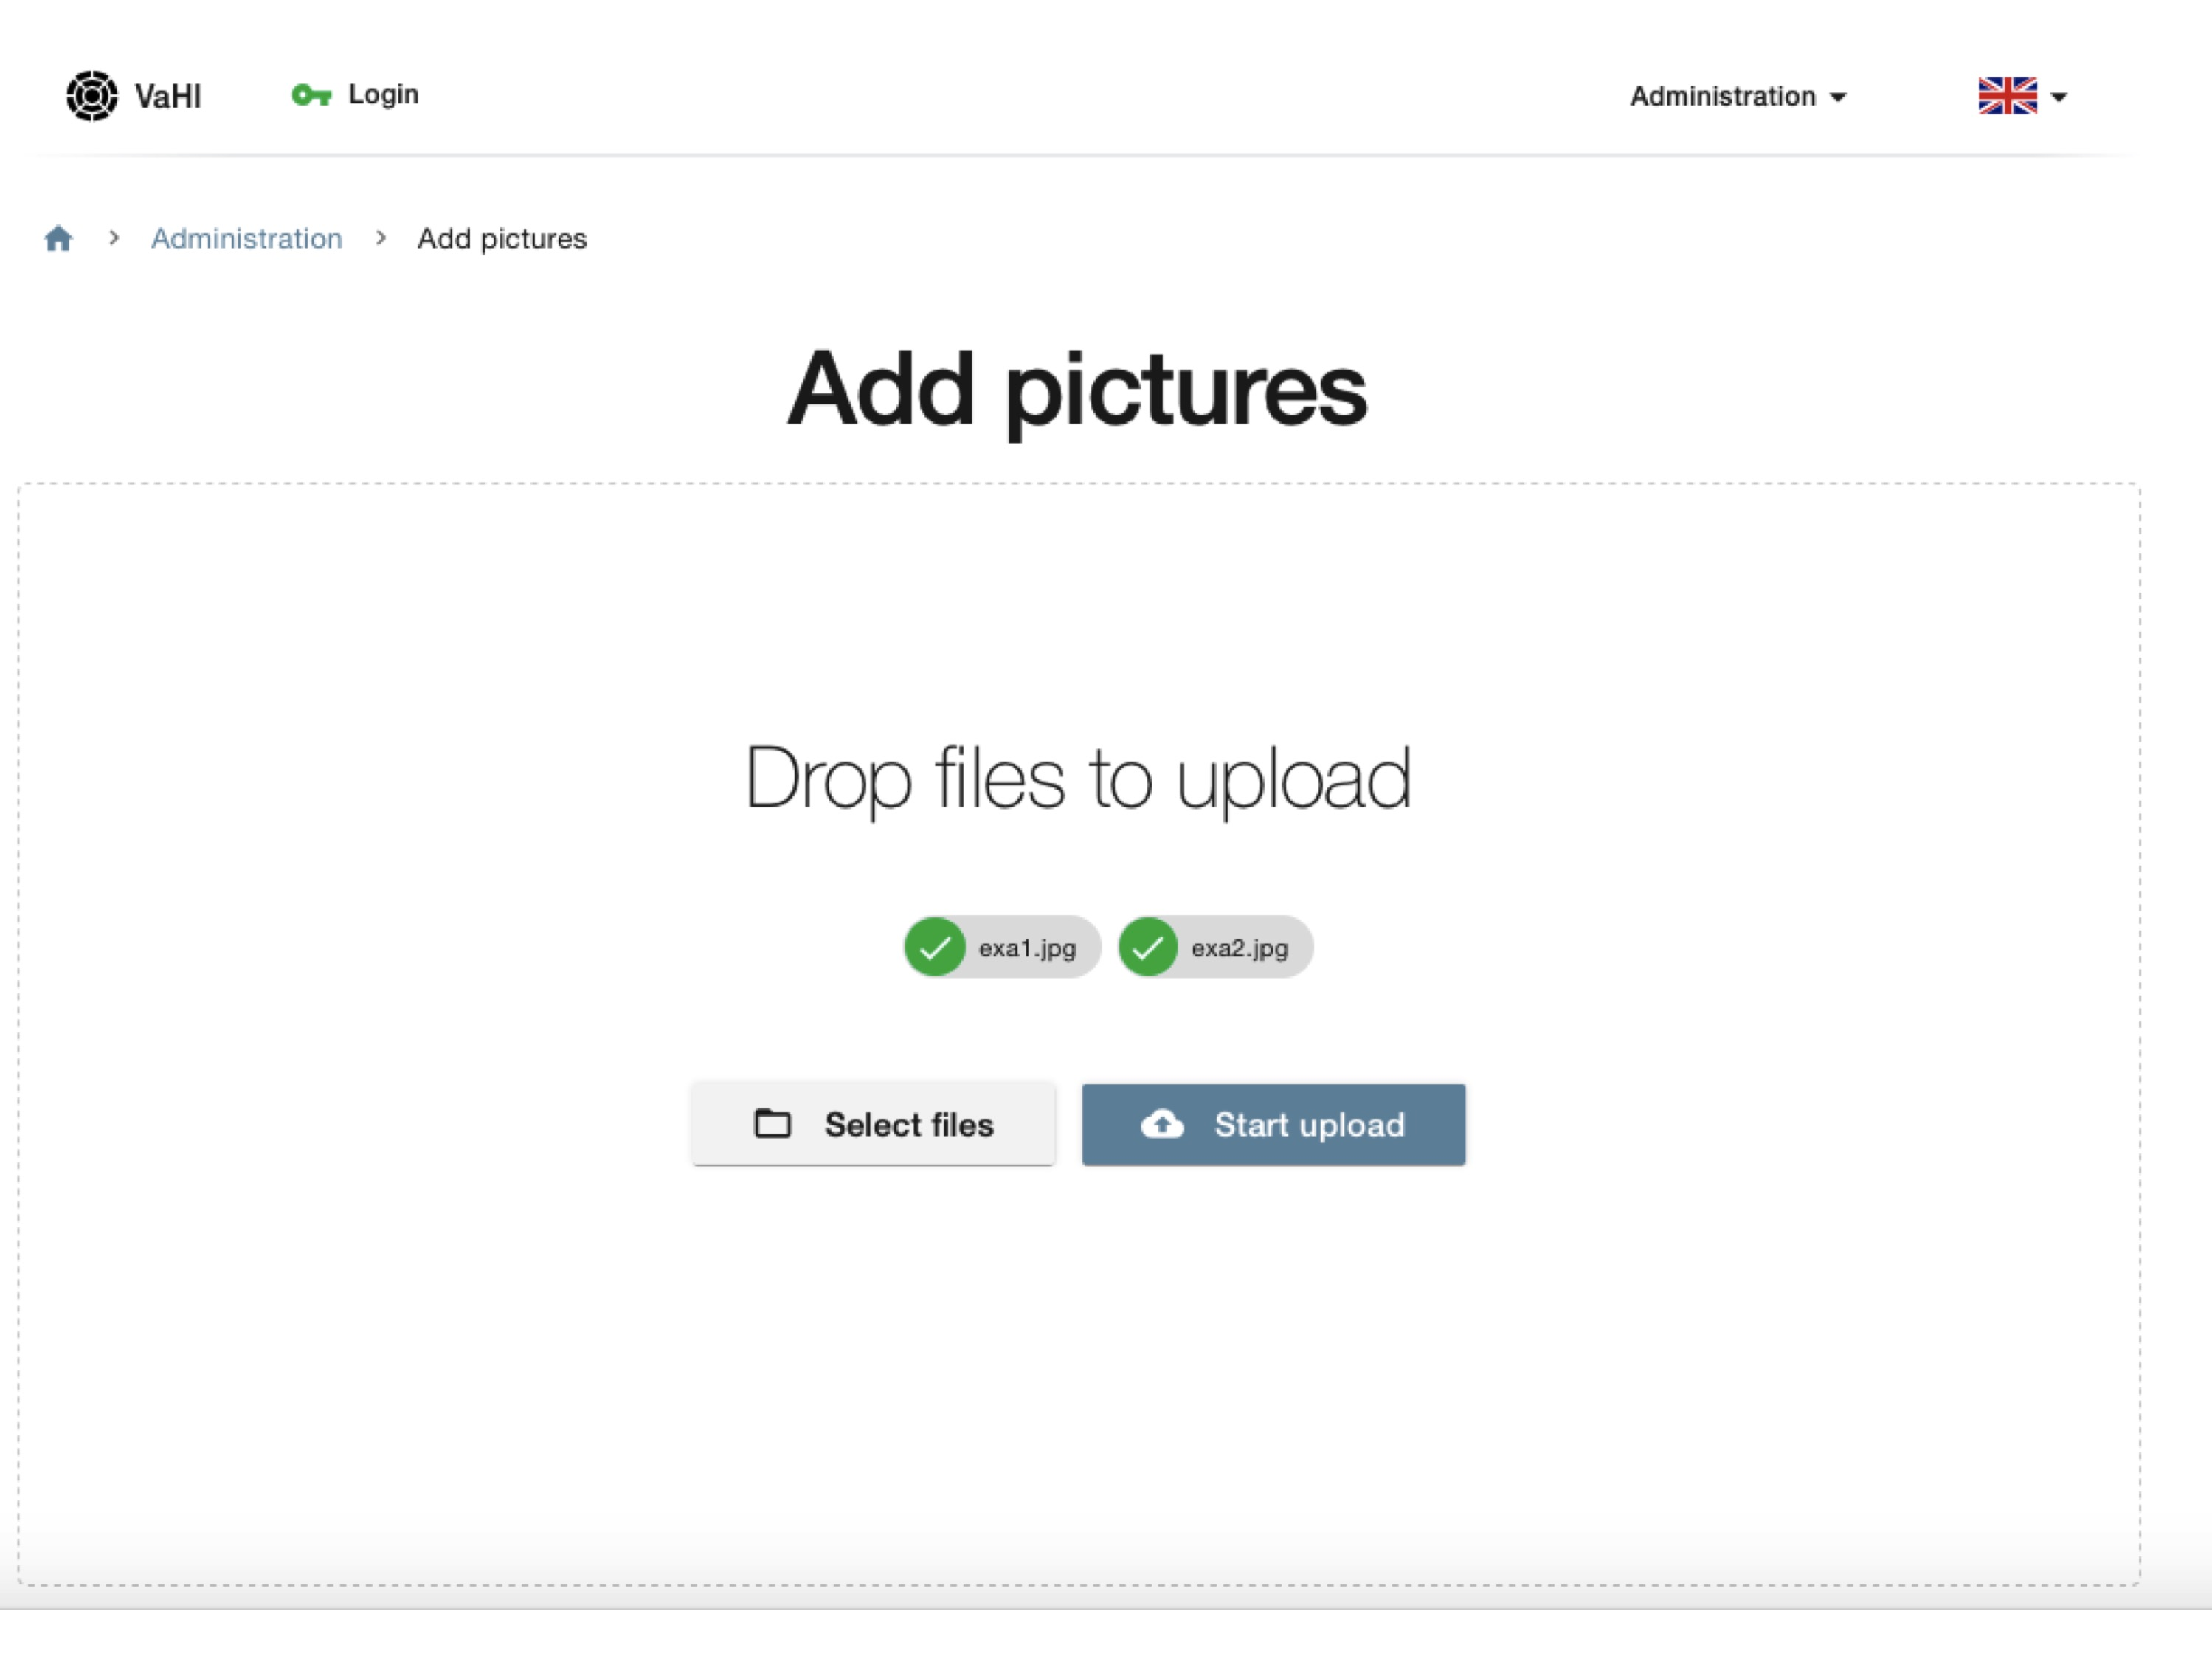 VaHI Login Administration
Administration > Add pictures
Add pictures
Drop files to upload
exa1.jpg exa2.jpg
Select files Start upload